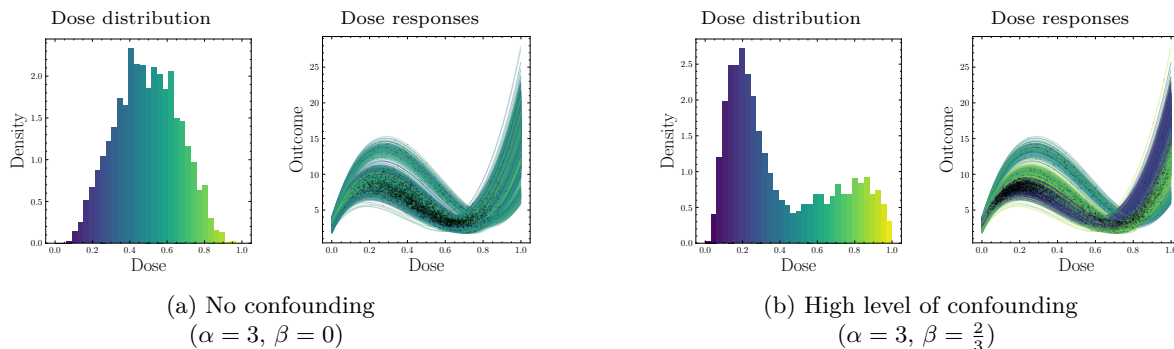 Dose distribution
Dose responses
Dose distribution
Dose responses
Density
2.0
1.5
1.0
0.5
0.0
0.0 0.2 0.4 0.6 0.8 1.0
Dose
Outcome
25
20
15
10
5
0.0 0.2 0.4 0.6 0.8 1.0
Dose
Density
2.5
2.0
1.5
1.0
0.5
0.0
0.0 0.2 0.4 0.6 0.8 1.0
Dose
Outcome
25
20
15
10
5
0.0 0.2 0.4 0.6 0.8 1.0
Dose
(a) No confounding
(α = 3, β = 0)
(b) High level of confounding
(α = 3, β = 2/3)